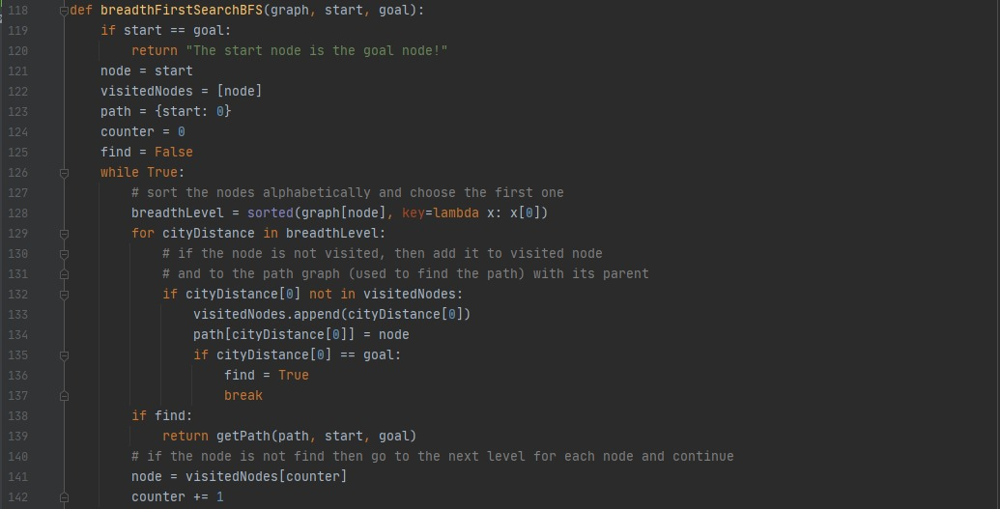 118 def breadthFirstSearchBFS(graph, start, goal):
119     if start == goal:
120         return "The start node is the goal node!"
121     node = start
122     visitedNodes = [node]
123     path = {start: 0}
124     counter = 0
125     find = False
126     while True:
127         # sort the nodes alphabetically and choose the first one
128         breadthLevel = sorted(graph[node], key=lambda x: x[0])
129         for cityDistance in breadthLevel:
130             # if the node is not visited, then add it to visited node
131             # and to the path graph (used to find the path) with its parent
132             if cityDistance[0] not in visitedNodes:
133                 visitedNodes.append(cityDistance[0])
134                 path[cityDistance[0]] = node
135                 if cityDistance[0] == goal:
136                     find = True
137                     break
138         if find:
139             return getPath(path, start, goal)
140         # if the node is not find then go to the next level for each node and continue
141         node = visitedNodes[counter]
142         counter += 1